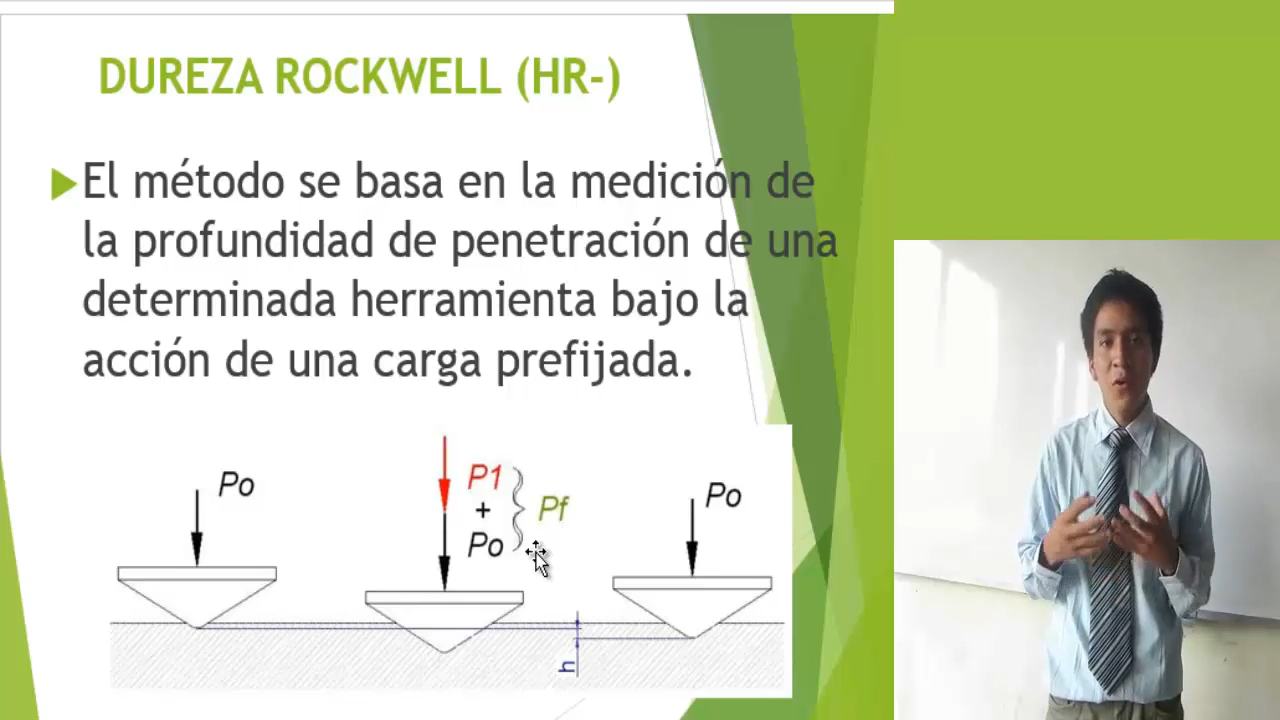 DUREZA ROCKWELL (HR-)
El método se basa en la medición de
la profundidad de penetración de una
determinada herramienta bajo la
acción de una carga prefijada.
Po
P1
+
Po
Pf
Po
h